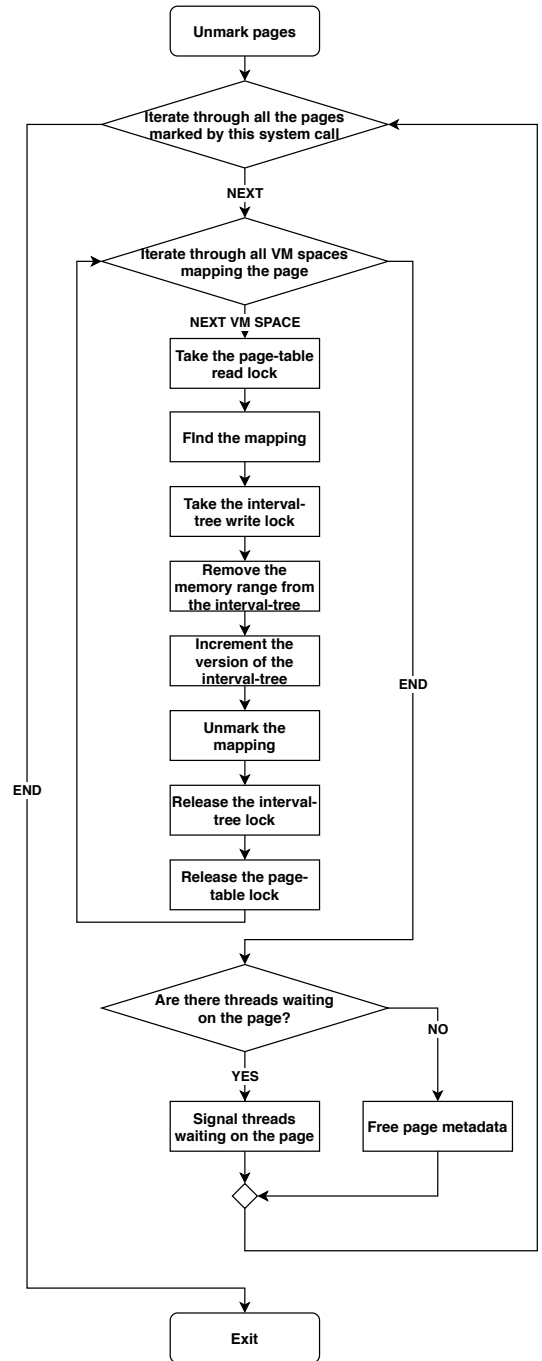 Unmark pages
Iterate through all the pages
marked by this system call
NEXT
Iterate through all VM spaces
mapping the page
NEXT VM SPACE
Take the page-table
read lock
FInd the mapping
Take the interval-
tree write lock
Remove the
memory range from
the interval-tree
Increment the
version of the
interval-tree
END
Unmark the
mapping
END
Release the interval-
tree lock
Release the page-
table lock
Are there threads waiting
on the page?
NO
YES
Signal threads
waiting on the page
Free page metadata
Exit